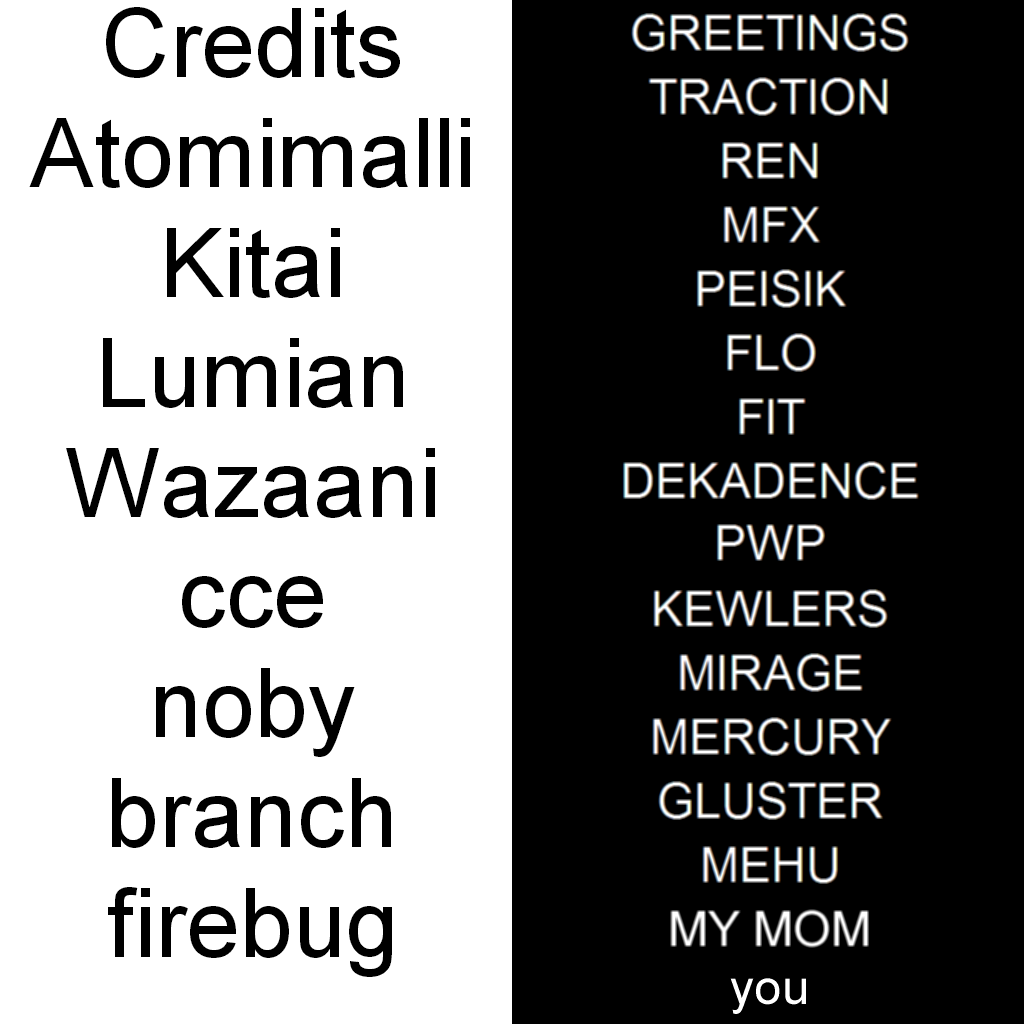 Credits
Atomimalli
Kitai
Lumian
Wazaani
cce
noby
branch
firebug
GREETINGS
TRACTION
REN
MFX
PEISIK
FLO
FIT
DEKADENCE
PWP
KEWLERS
MIRAGE
MERCURY
GLUSTER
MEHU
MY MOM
you